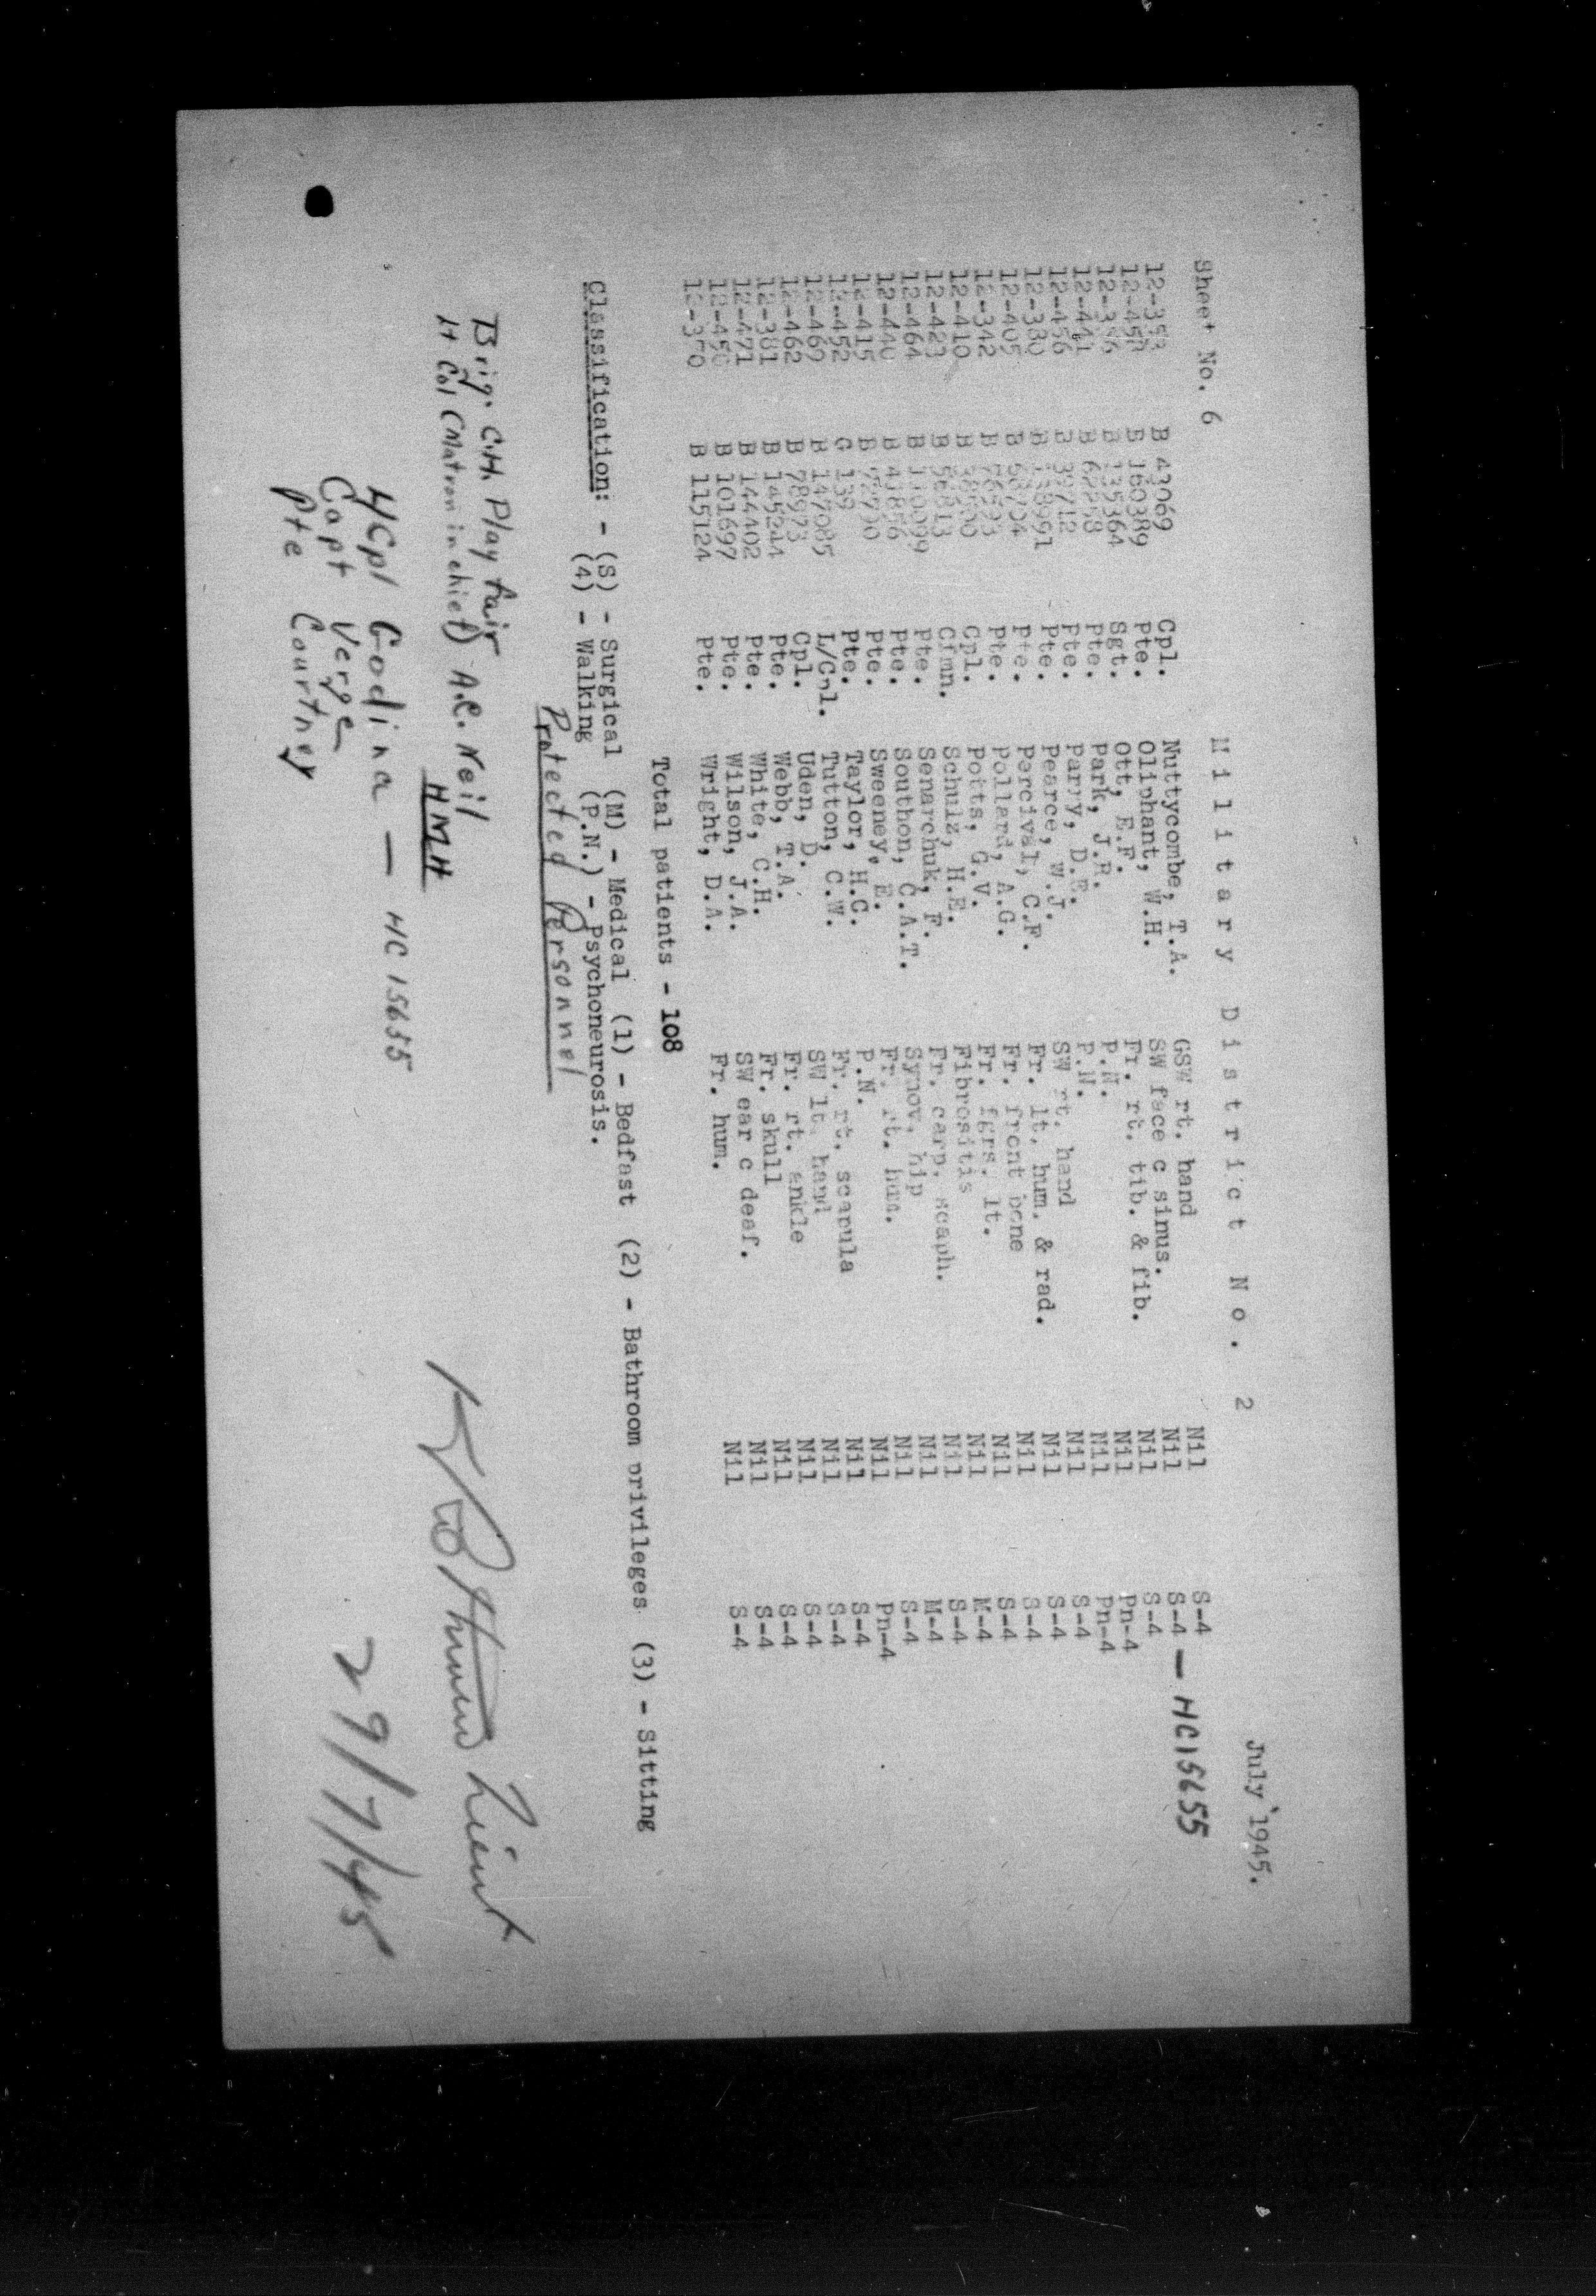 Sheet No. 6 Military District No. 2 July 1945.
B 43069 Cpl. Nuttycombe, T.A. GSW rt. hand Nil S-4
12-458 B 160389 Pte. Oliphant, W.H. SW face c sinus. Nil S-4 — HC15655
B 135364 Sgt. Ott, E.F. Fr. rt. tib. & fib. Nil S-4
12-441 B 62258 Pte. Park, J.R. P.N. Nil Pn-4
12-456 B 39712 Pte. Parry, D.E. P.N. Nil Pn-4
12-380 Pte. Pearce, W.J. SW rt. hand Nil S-4
12-405 Pte. Percival, C.F. Fr. lt. hum. & rad. Nil S-4
12-342 Pte. Pollard, A.G. Fr. front bone Nil S-4
12-410 Cpl. Potts, G.V. Fr. fgrs. lt. Nil S-4
12-423 Cfmn. Schulz, H.E. Fibrositis Nil M-4
12-464 Pte. Senarchuk, F. Fr. carp. scaph. Nil S-4
12-440 B 43856 Pte. Southon, C.A.T. Synov. hip Nil M-4
12-415 Pte. Sweeney, E. Fr. rt. hum. Nil S-4
12-452 G 139 Pte. Taylor, H.C. P.N. Nil Pn-4
12-469 B 147085 L/Cpl. Tutton, C.W. Fr. rt. scapula Nil S-4
12-462 B 78973 Cpl. Uden, D. SW lt. hand Nil S-4
12-381 B 145244 Pte. Webb, T.A. Fr. rt. ankle Nil S-4
12-471 B 144402 Pte. White, C.H. Fr. skull Nil S-4
12-450 B 101697 Pte. Wilson, J.A. SW ear c deaf. Nil S-4
12-370 B 115124 Pte. Wright, D.A. Fr. hum. Nil S-4
Total patients - 108
Classification: - (S) - Surgical (M) - Medical (1) - Bedfast (2) - Bathroom privileges (3) - Sitting
(4) - Walking (P.N.) - Psychoneurosis.
Protected Personnel
Brig. C.H. Playfair
Lt Col (Matron in chief) A.C. Neil
HMH
L/Cpl Godina — HC 15655
Capt Verge
Pte Courtney
Lieut
29/7/45